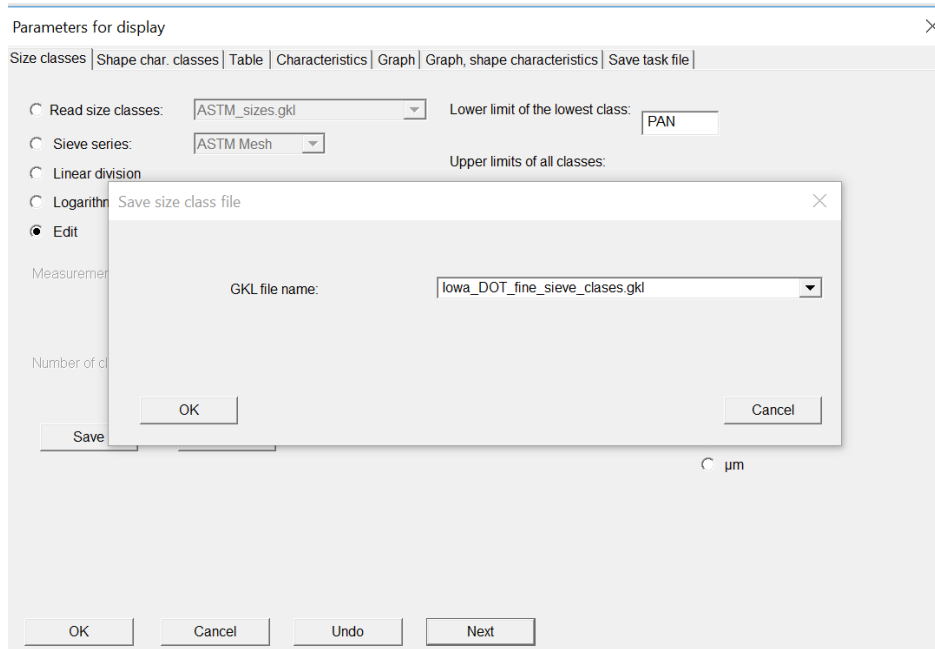 Parameters for display
Size classes Shape char. classes Table Characteristics Graph Graph, shape characteristics Save task file
Read size classes: ASTM_sizes.gkl Lower limit of the lowest class: PAN
Sieve series: ASTM Mesh
Upper limits of all classes:
Linear division
Logarithn
Save size class file
Edit
Measuremer
GKL file name: Iowa_DOT_fine_sieve_clases.gkl
Number of cl
OK Cancel
Save
µm
OK Cancel Undo Next